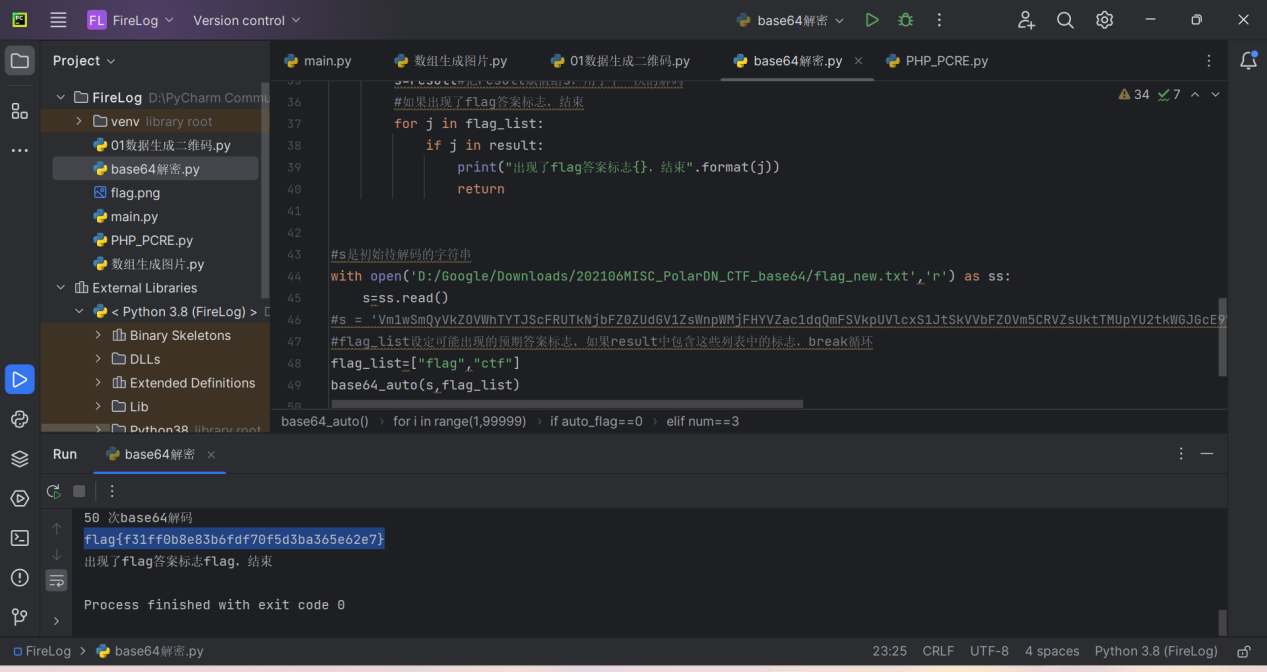 PC FL FireLog Version control base64解密
Project main.py 数组生成图片.py 01数据生成二维码.py base64解密.py PHP_PCRE.py
FireLog D:\PyCharm Commu
venv library root
01数据生成二维码.py
base64解密.py
flag.png
main.py
PHP_PCRE.py
数组生成图片.py
External Libraries
< Python 3.8 (FireLog) >
Binary Skeletons
DLLs
Extended Definitions
Lib
Python38 library root
34 7
36 #如果出现了flag答案标志，结束
37 for j in flag_list:
38 if j in result:
39 print("出现了flag答案标志{}，结束".format(j))
40 return
41
42
43 #s是初始待解码的字符串
44 with open('D:/Google/Downloads/202106MISC_PolarDN_CTF_base64/flag_new.txt','r') as ss:
45 s=ss.read()
46 #s =
47 #flag_list设定可能出现的预期答案标志，如果result中包含这些列表中的标志，break循环
48 flag_list=["flag","ctf"]
49 base64_auto(s,flag_list)
50
base64_auto() › for i in range(1,99999) › if auto_flag==0 › elif num==3
Run base64解密
50 次base64解码
flag{f31ff0b8e83b6fdf70f5d3ba365e62e7}
出现了flag答案标志flag，结束
Process finished with exit code 0
FireLog › base64解密.py 23:25 CRLF UTF-8 4 spaces Python 3.8 (FireLog)